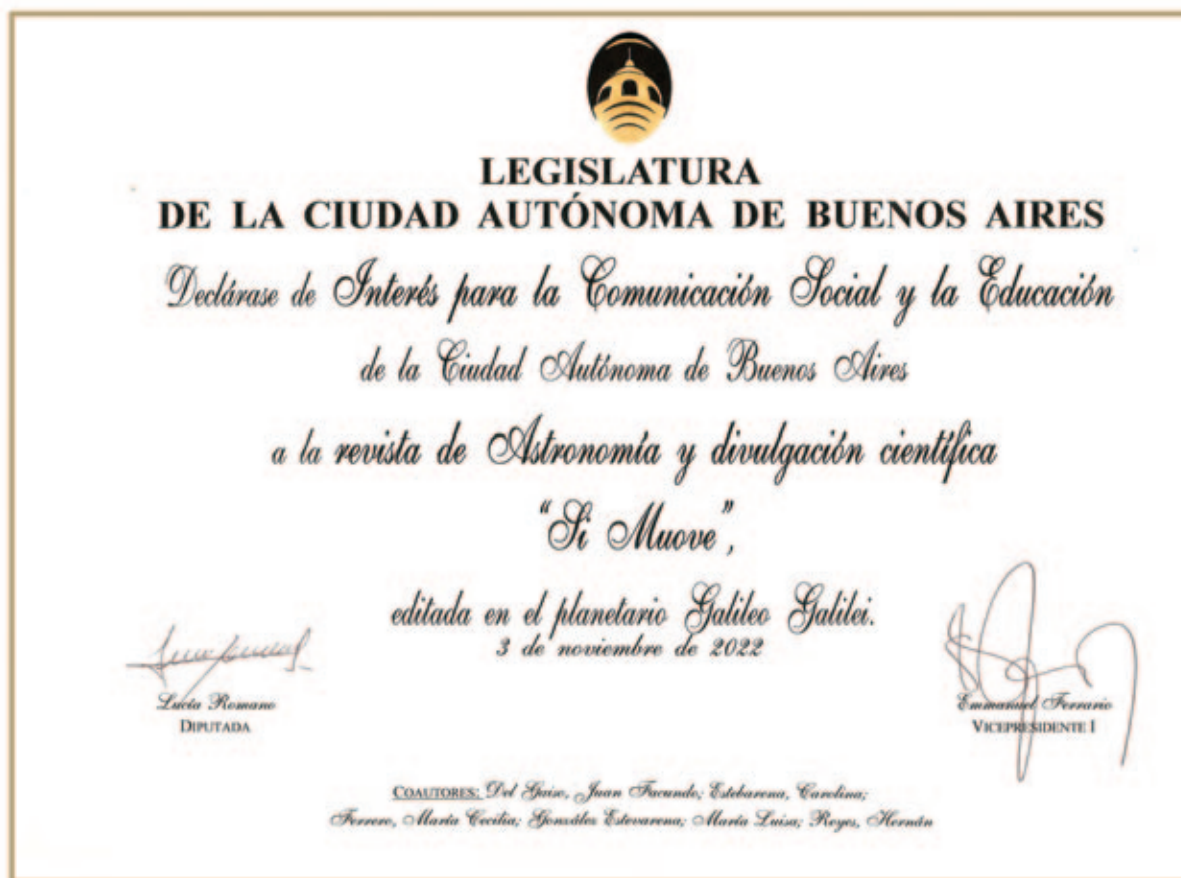 LEGISLATURA
DE LA CIUDAD AUTÓNOMA DE BUENOS AIRES
Declárase de Interés para la Comunicación Social y la Educación
de la Ciudad Autónoma de Buenos Aires
a la revista de Astronomía y divulgación científica
“Si Muove”,
editada en el planetario Galileo Galilei.
3 de noviembre de 2022
Lucía Romano
DIPUTADA
Emmanuel Ferrario
VICEPRESIDENTE I
COAUTORES: Del Gaiso, Juan Facundo; Estebarena, Carolina;
Ferrero, María Cecilia; González Estevarena; María Luisa; Reyes, Hernán